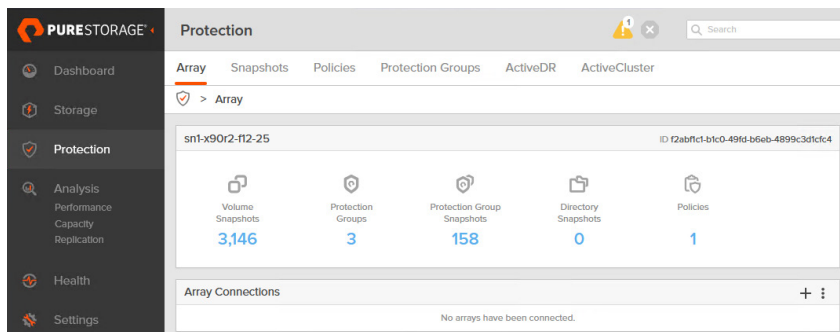 PURESTORAGE®
Protection
1
Search
Dashboard
Storage
Protection
Analysis
Performance
Capacity
Replication
Health
Settings
Array Snapshots Policies Protection Groups ActiveDR ActiveCluster
> Array
sn1-x90r2-f12-25 ID f2abf1c1-b1c0-49fd-b6eb-4899c3d1cfc4
Volume Snapshots
3,146
Protection Groups
3
Protection Group Snapshots
158
Directory Snapshots
0
Policies
1
Array Connections
No arrays have been connected.